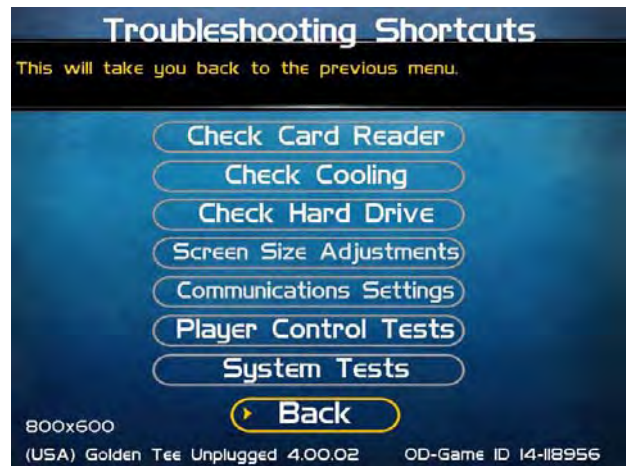 Troubleshooting Shortcuts
This will take you back to the previous menu.
Check Card Reader
Check Cooling
Check Hard Drive
Screen Size Adjustments
Communications Settings
Player Control Tests
System Tests
Back
800x600
(USA) Golden Tee Unplugged 4.00.02 OD-Game ID 14-118956